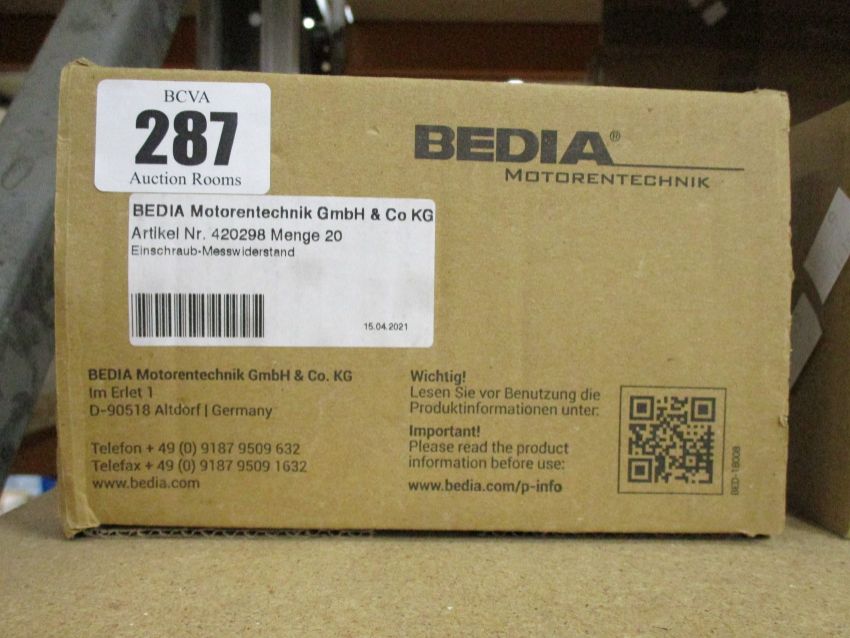 BCVA
287
Auction Rooms
BEDIA®
MOTORENTECHNIK
BEDIA Motorentechnik GmbH & Co KG
Artikel Nr. 420298 Menge 20
Einschraub-Messwiderstand
15.04.2021
BEDIA Motorentechnik GmbH & Co. KG
Im Erlet 1
D-90518 Altdorf | Germany
Telefon + 49 (0) 9187 9509 632
Telefax + 49 (0) 9187 9509 1632
www.bedia.com
Wichtig!
Lesen Sie vor Benutzung die
Produktinformationen unter:
Important!
Please read the product
information before use:
www.bedia.com/p-info
BED-18008